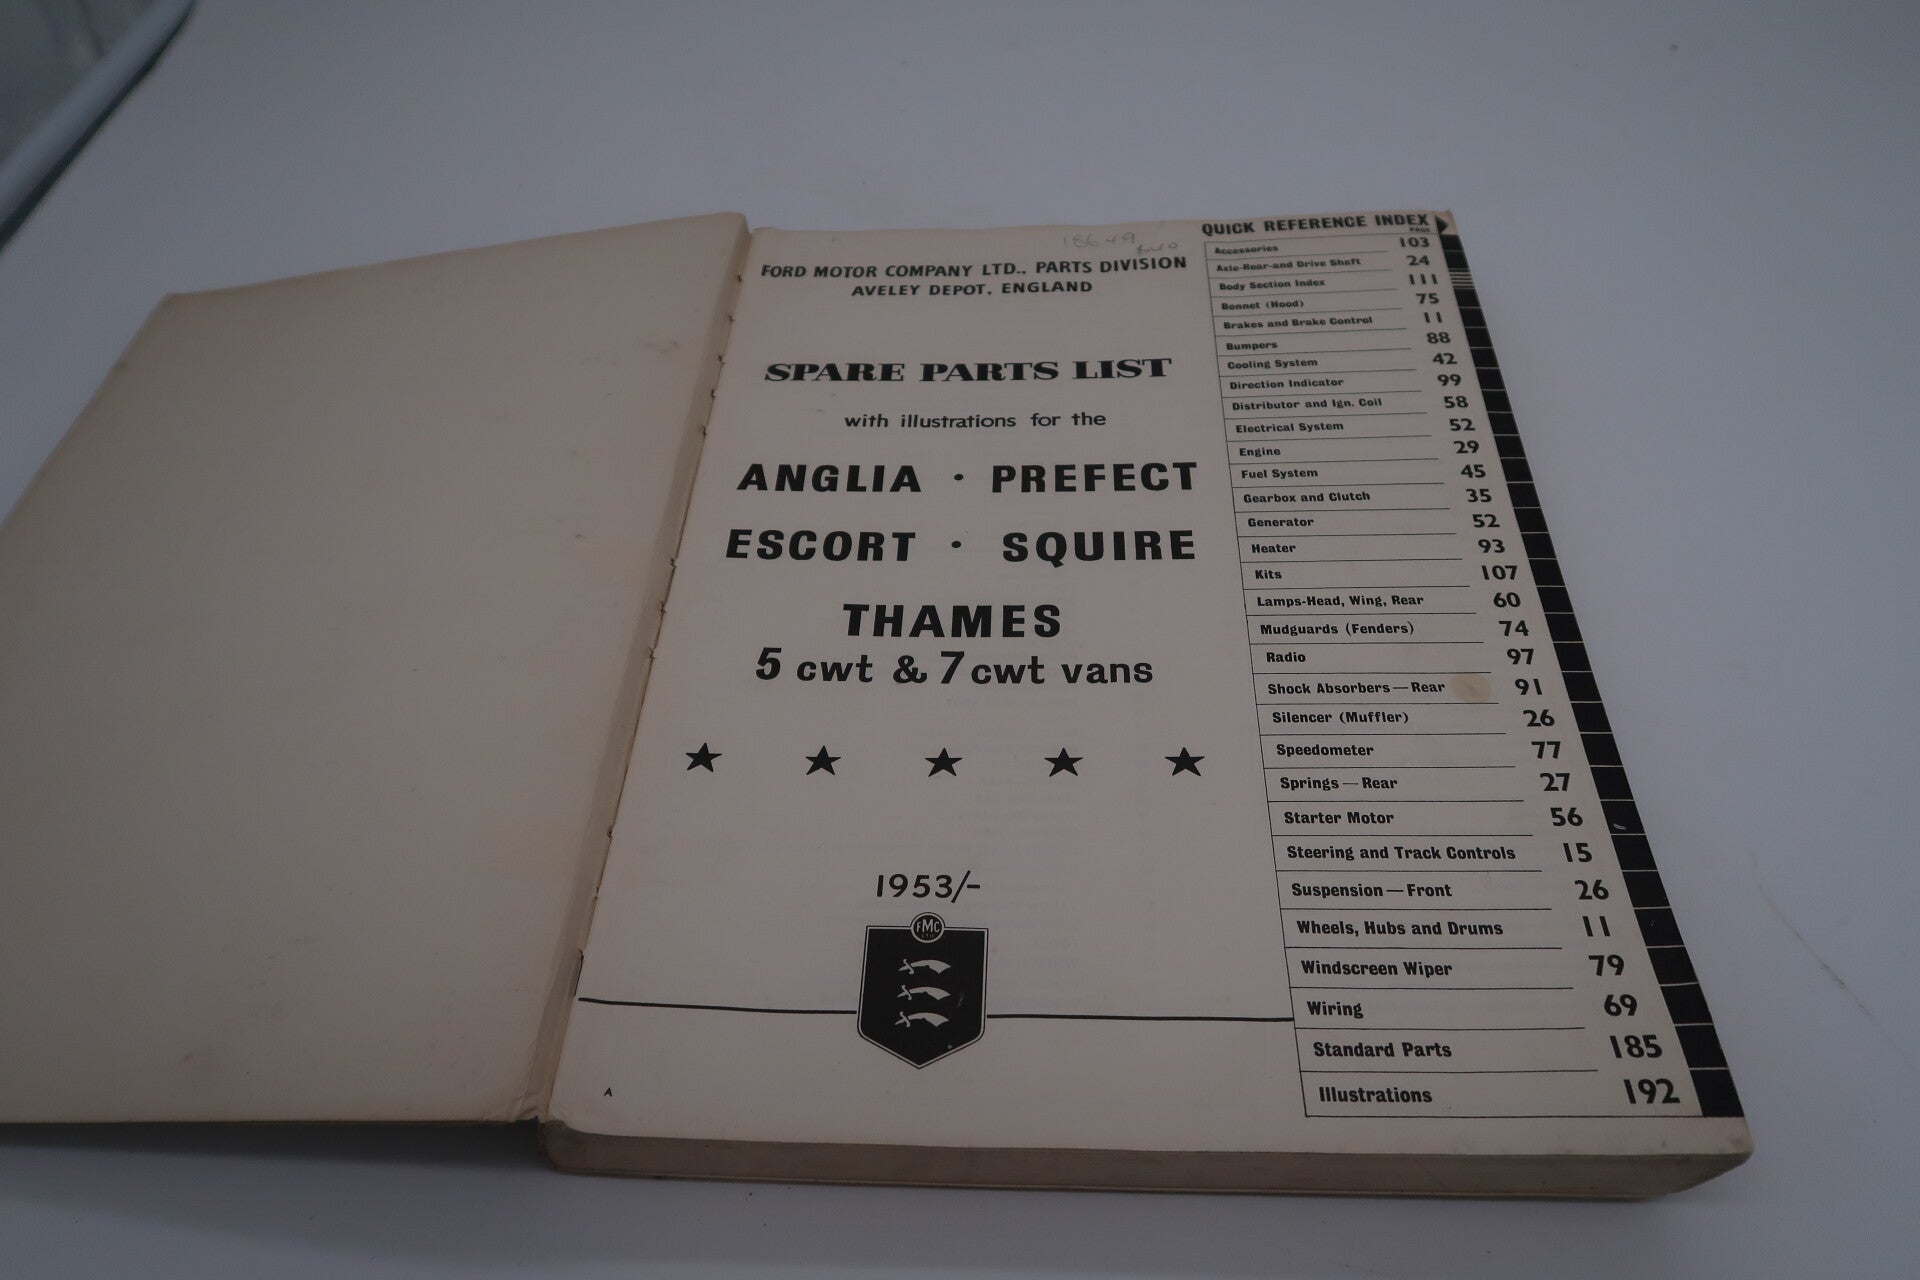 FORD MOTOR COMPANY LTD., PARTS DIVISION
AVELEY DEPOT, ENGLAND
SPARE PARTS LIST
with illustrations for the
ANGLIA · PREFECT
ESCORT · SQUIRE
THAMES
5 cwt & 7 cwt vans
1953/-
FMC
LTD
A
QUICK REFERENCE INDEX
PAGE
Accessories 103
Axle-Rear-and Drive Shaft 24
Body Section Index 111
Bonnet (Hood) 75
Brakes and Brake Control 11
Bumpers 88
Cooling System 42
Direction Indicator 99
Distributor and Ign. Coil 58
Electrical System 52
Engine 29
Fuel System 45
Gearbox and Clutch 35
Generator 52
Heater 93
Kits 107
Lamps-Head, Wing, Rear 60
Mudguards (Fenders) 74
Radio 97
Shock Absorbers—Rear 91
Silencer (Muffler) 26
Speedometer 77
Springs—Rear 27
Starter Motor 56
Steering and Track Controls 15
Suspension—Front 26
Wheels, Hubs and Drums 11
Windscreen Wiper 79
Wiring 69
Standard Parts 185
Illustrations 192